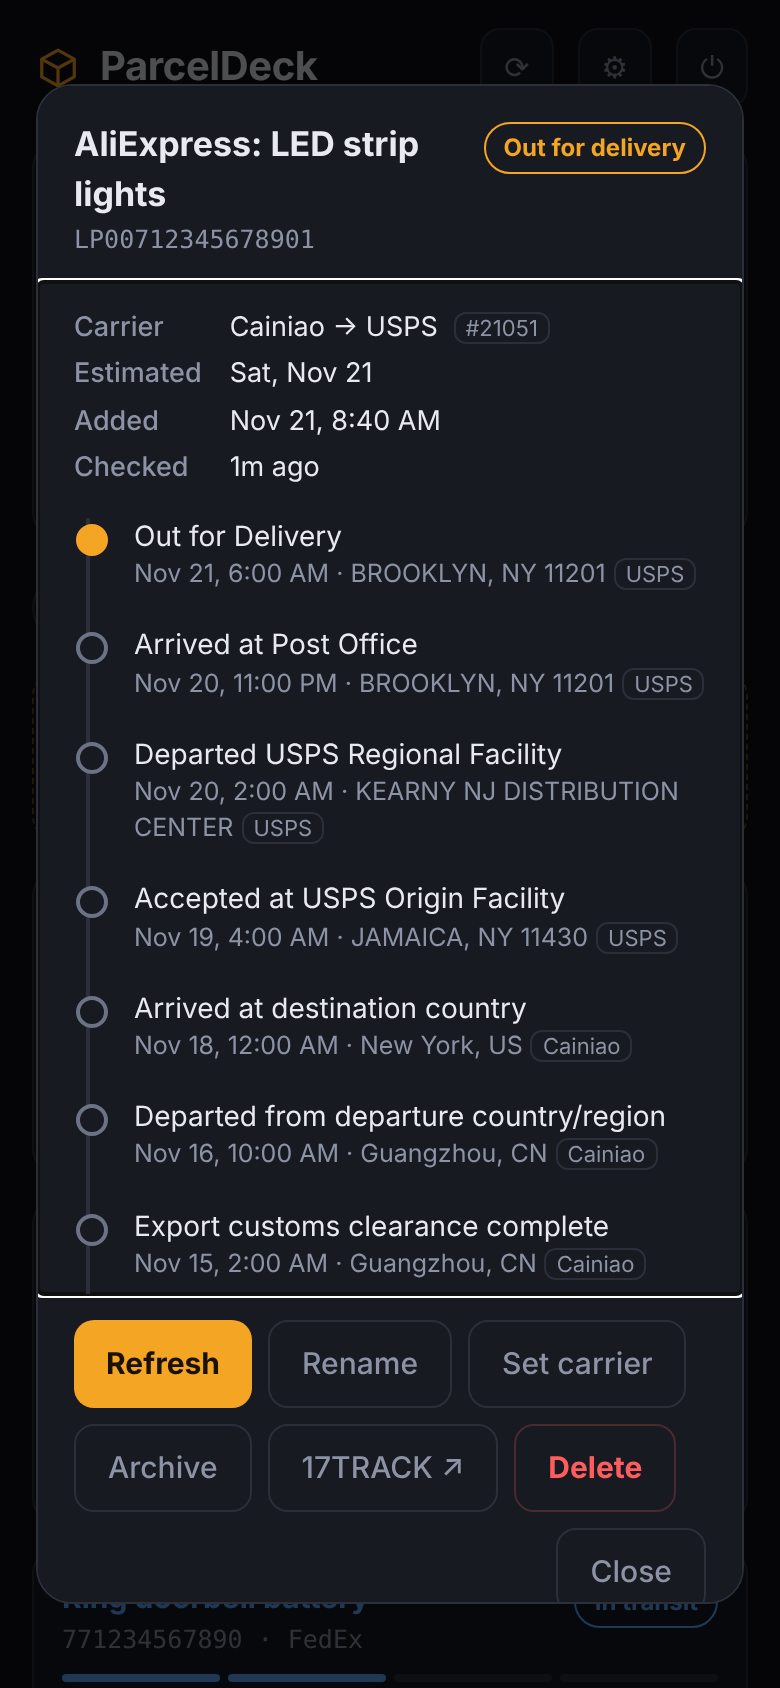 ParcelDeck
AliExpress: LED strip
lights
Out for delivery
LP00712345678901
Carrier Cainiao → USPS #21051
Estimated Sat, Nov 21
Added Nov 21, 8:40 AM
Checked 1m ago
Out for Delivery
Nov 21, 6:00 AM · BROOKLYN, NY 11201 USPS
Arrived at Post Office
Nov 20, 11:00 PM · BROOKLYN, NY 11201 USPS
Departed USPS Regional Facility
Nov 20, 2:00 AM · KEARNY NJ DISTRIBUTION
CENTER USPS
Accepted at USPS Origin Facility
Nov 19, 4:00 AM · JAMAICA, NY 11430 USPS
Arrived at destination country
Nov 18, 12:00 AM · New York, US Cainiao
Departed from departure country/region
Nov 16, 10:00 AM · Guangzhou, CN Cainiao
Export customs clearance complete
Nov 15, 2:00 AM · Guangzhou, CN Cainiao
Refresh Rename Set carrier
Archive 17TRACK ↗ Delete
Close
Ring doorbell battery In transit
771234567890 · FedEx